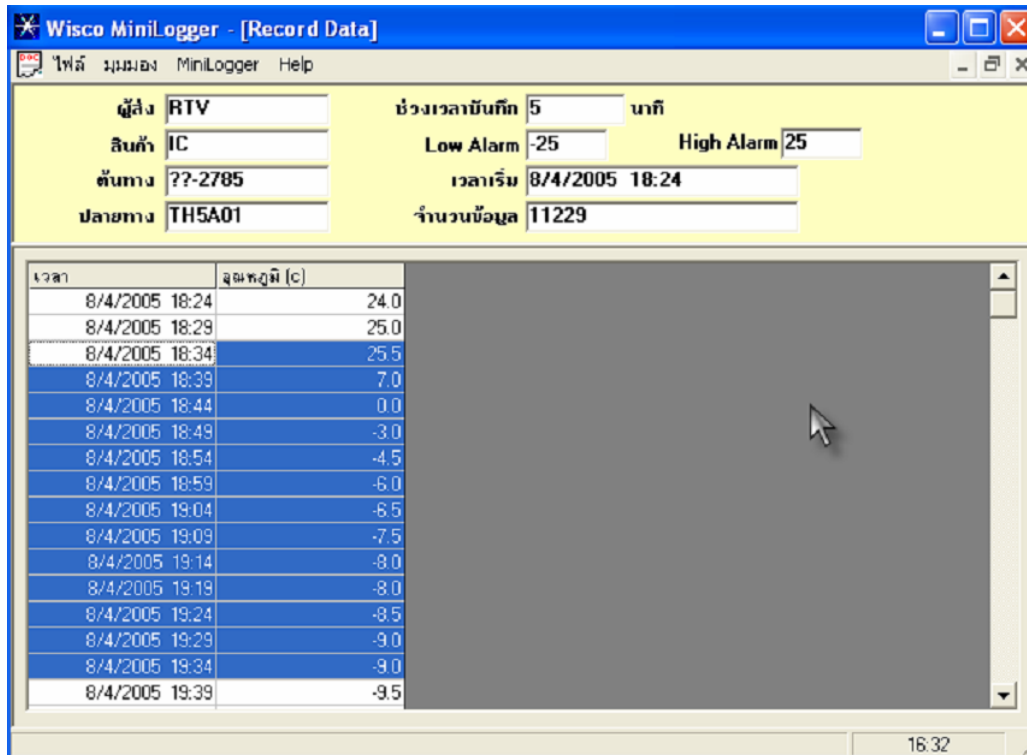 Wisco MiniLogger - [Record Data]
ไฟล์ มุมมอง MiniLogger Help
ผู้ส่ง RTV ช่วงเวลาบันทึก 5 นาที
สินค้า IC Low Alarm -25 High Alarm 25
ต้นทาง ??-2785 เวลาเริ่ม 8/4/2005 18:24
ปลายทาง TH5A01 จำนวนข้อมูล 11229
เวลา อุณหภูมิ (c)
8/4/2005 18:24 24.0
8/4/2005 18:29 25.0
8/4/2005 18:34 25.5
8/4/2005 18:39 7.0
8/4/2005 18:44 0.0
8/4/2005 18:49 -3.0
8/4/2005 18:54 -4.5
8/4/2005 18:59 -6.0
8/4/2005 19:04 -6.5
8/4/2005 19:09 -7.5
8/4/2005 19:14 -8.0
8/4/2005 19:19 -8.0
8/4/2005 19:24 -8.5
8/4/2005 19:29 -9.0
8/4/2005 19:34 -9.0
8/4/2005 19:39 -9.5
16:32